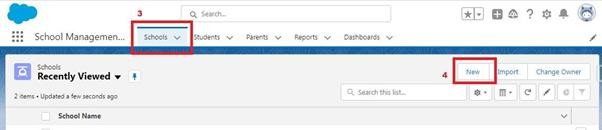 3
Search...
School Managemen... Schools Students Parents Reports Dashboards
Schools
Recently Viewed
4 New Import Change Owner
2 items • Updated a few seconds ago
Search this list...
School Name